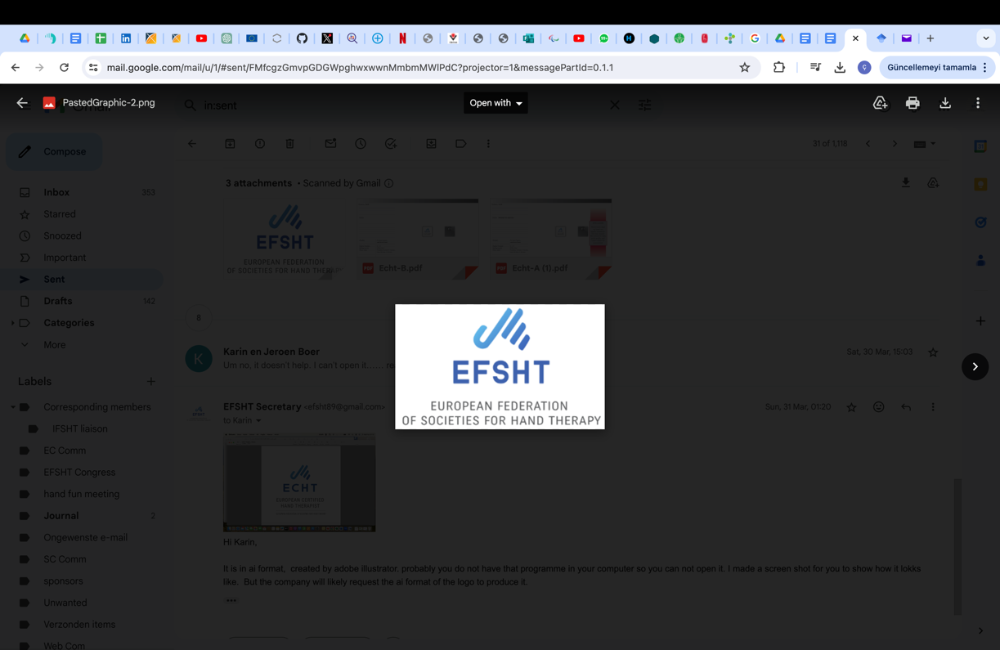 mail.google.com/mail/u/1/#sent/FMfcgzGmvpGDGWpghwxwwnMmbmMWlPdC?projector=1&messagePartId=0.1.1
Güncellemeyi tamamla
PastedGraphic-2.png
in:sent
Open with
Compose
31 of 1,118
3 attachments • Scanned by Gmail
Inbox 353
Starred
Snoozed
Important
Sent
Drafts 142
Categories
More
EFSHT
EUROPEAN FEDERATION
OF SOCIETIES FOR HAND THERAPY
PDF Echt-B.pdf
PDF Echt-A (1).pdf
8
EFSHT
EUROPEAN FEDERATION
OF SOCIETIES FOR HAND THERAPY
K
Karin en Jeroen Boer
Sat, 30 Mar, 15:03
Um no. It doesn't help. I can't open it......
Labels
Corresponding members
IFSHT liaison
EC Comm
EFSHT Congress
hand fun meeting
Journal 2
Ongewenste e-mail
SC Comm
sponsors
Unwanted
Verzonden items
Web Com
EFSHT Secretary <efsht89@gmail.com>
Sun, 31 Mar, 01:20
to Karin
ECHT
EUROPEAN CERTIFIED
HAND THERAPIST
Hi Karin,
It is in ai format, created by adobe illustrator. probably you do not have that programme in your computer so you can not open it. I made a screen shot for you to show how it lokks
like. But the company will likely request the ai format of the logo to produce it.